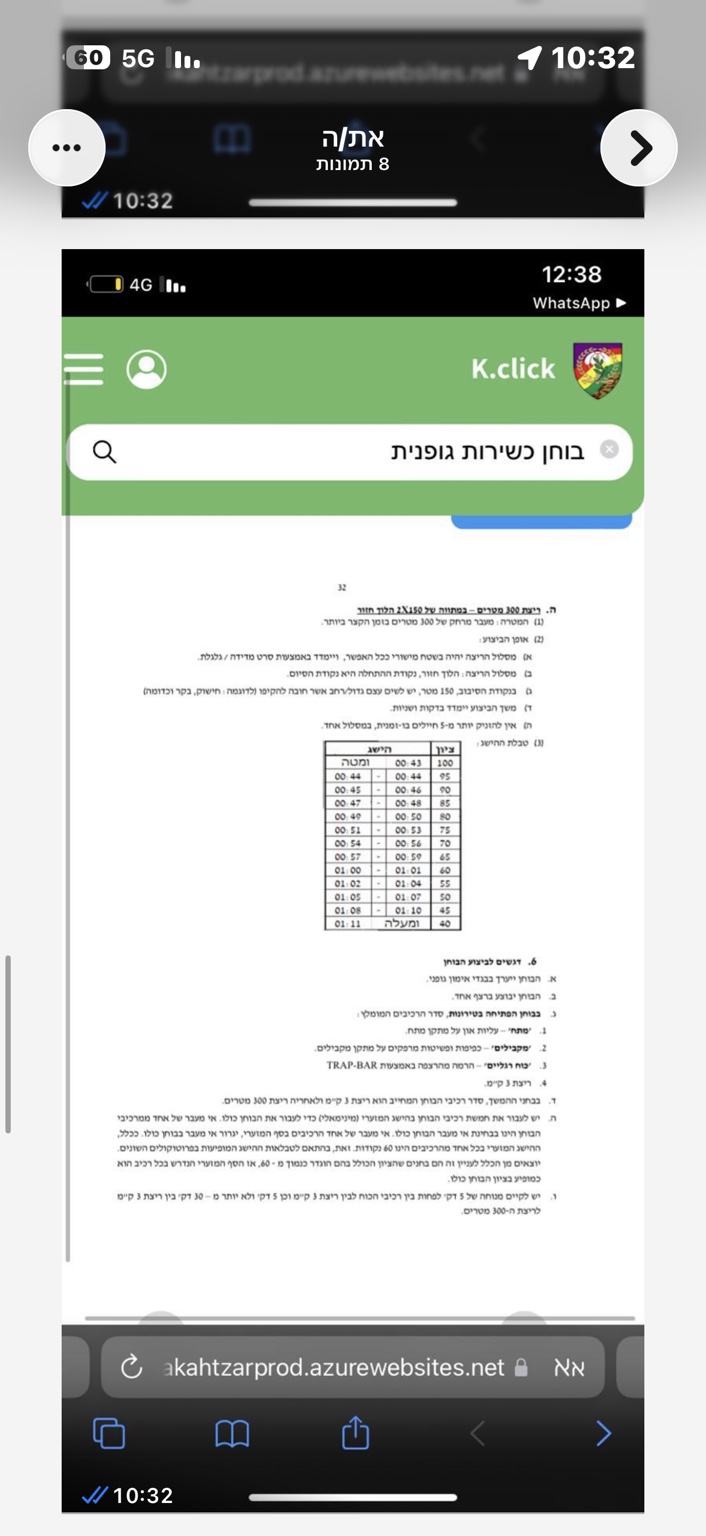 60 5G 10:32
kahtzarprod.azurewebsites.net אא
את/ה
8 תמונות
10:32
4G 12:38
WhatsApp
K.click
בוחן כשירות גופנית
32
ה. ריצת 300 מטרים – במתווה של 2X150 הלוך חזור
(1) המטרה: מעבר מרחק של 300 מטרים בזמן הקצר ביותר.
(2) אופן הביצוע:
א) מסלול הריצה יהיה בשטח מישורי ככל האפשר, ויימדד באמצעות סרט מדידה / גלגלת.
ב) מסלול הריצה: הלוך חזור, נקודת ההתחלה היא נקודת הסיום.
ג) בנקודת הסיבוב, 150 מטר, יש לשים עצם גדול/רחב אשר חובה להקיפו (לדוגמה: חישוק, בקר וכדומה)
ד) משך הביצוע יימדד בדקות ושניות.
ה) אין להזניק יותר מ-5 חיילים בו-זמנית, במסלול אחד.
(3) טבלת ההישג:
ציון הישג
100 00:43 ומטה
95 00:44 - 00:44
90 00:46 - 00:45
85 00:48 - 00:47
80 00:50 - 00:49
75 00:53 - 00:51
70 00:56 - 00:54
65 00:59 - 00:57
60 01:01 - 01:00
55 01:04 - 01:02
50 01:07 - 01:05
45 01:10 - 01:08
40 ומעלה 01:11
6. דגשים לביצוע הבוחן
א. הבוחן ייערך בבגדי אימון גופני.
ב. הבוחן יבוצע ברצף אחד.
ג. בבוחן הפתיחה בטירונות, סדר הרכיבים המומלץ:
1. "מתח" – עליות און על מתקן מתח.
2. "מקבילים" – כפיפות ופשיטות מרפקים על מתקן מקבילים.
3. "כוח רגליים" – הרמה מהרצפה באמצעות TRAP-BAR
4. ריצת 3 ק"מ.
ד. בבחני ההמשך, סדר רכיבי הבוחן המחייב הוא ריצת 3 ק"מ ולאחריה ריצת 300 מטרים.
ה. יש לעבור את חמשת רכיבי הבוחן בהישג המזערי (מינימאלי) כדי לעבור את הבוחן כולו. אי מעבר של אחד ממרכיבי
הבוחן הינו בבחינת אי מעבר הבוחן כולו. אי מעבר של אחד הרכיבים בסף המזערי, יגרור אי מעבר בבוחן כולו. ככלל,
ההישג המזערי בכל אחד מהרכיבים הינו 60 נקודות. זאת, בהתאם לטבלאות ההישג המופיעות בפרוטוקולים השונים.
יוצאים מן הכלל לעניין זה הם בחנים שהציון הכולל בהם הוגדר כנמוך מ - 60, או הסף המזערי הנדרש בכל רכיב הוא
כמופיע בציון הבוחן כולו.
ו. יש לקיים מנוחה של 5 דק' לפחות בין רכיבי הכוח לבין ריצת 3 ק"מ וכן 5 דק' ולא יותר מ – 30 דק' בין ריצת 3 ק"מ
לריצת ה-300 מטרים.
akahtzarprod.azurewebsites.net אא
10:32